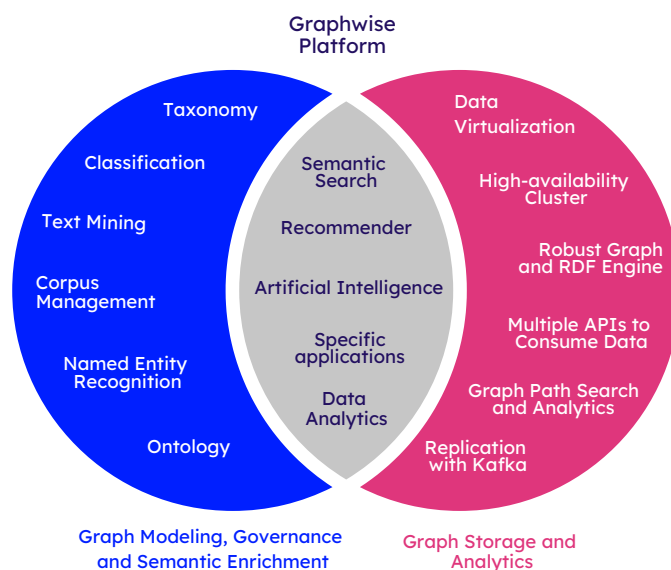 Graphwise
Platform
Taxonomy
Classification
Text Mining
Corpus
Management
Named Entity
Recognition
Ontology
Semantic
Search
Recommender
Artificial Intelligence
Specific
applications
Data
Analytics
Data
Virtualization
High-availability
Cluster
Robust Graph
and RDF Engine
Multiple APIs to
Consume Data
Graph Path Search
and Analytics
Replication
with Kafka
Graph Modeling, Governance
and Semantic Enrichment
Graph Storage and
Analytics